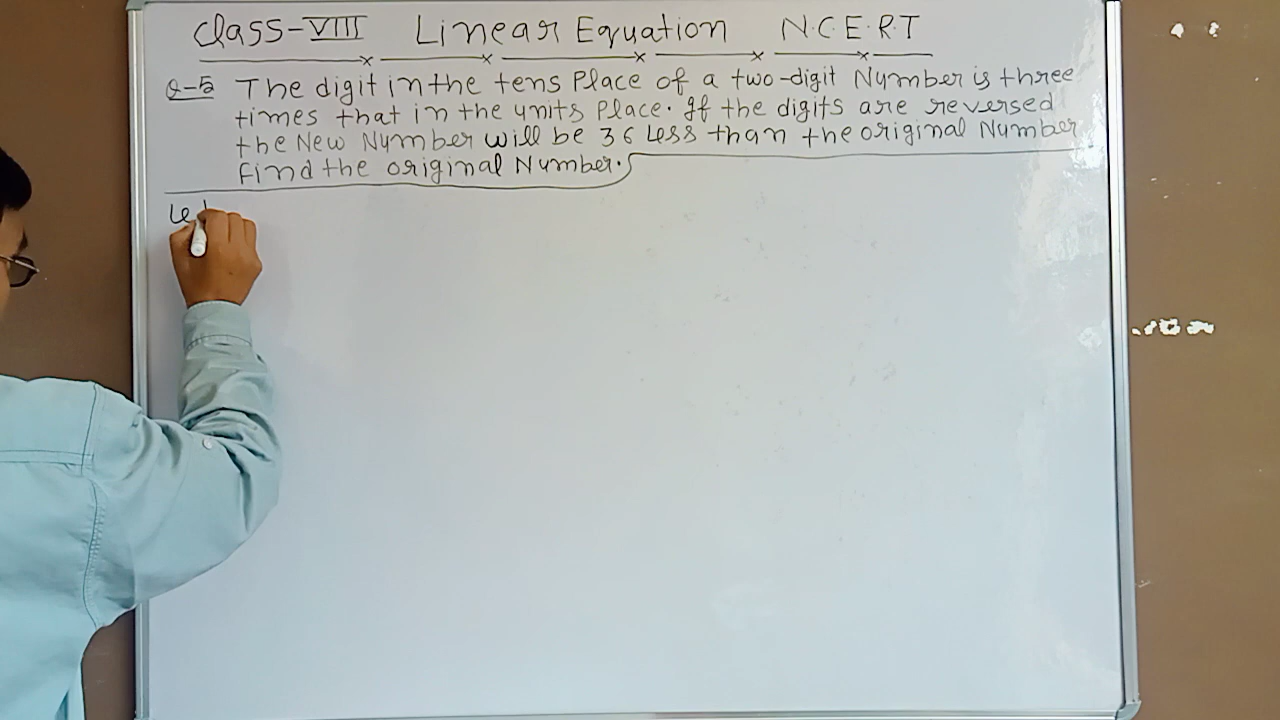 Class-VIII Linear Equation N.C.E.R.T
Q-5 The digit in the tens Place of a two-digit Number is three
times that in the units Place. If the digits are reversed
the New Number will be 36 Less than the original Number
Find the original Number.
Let